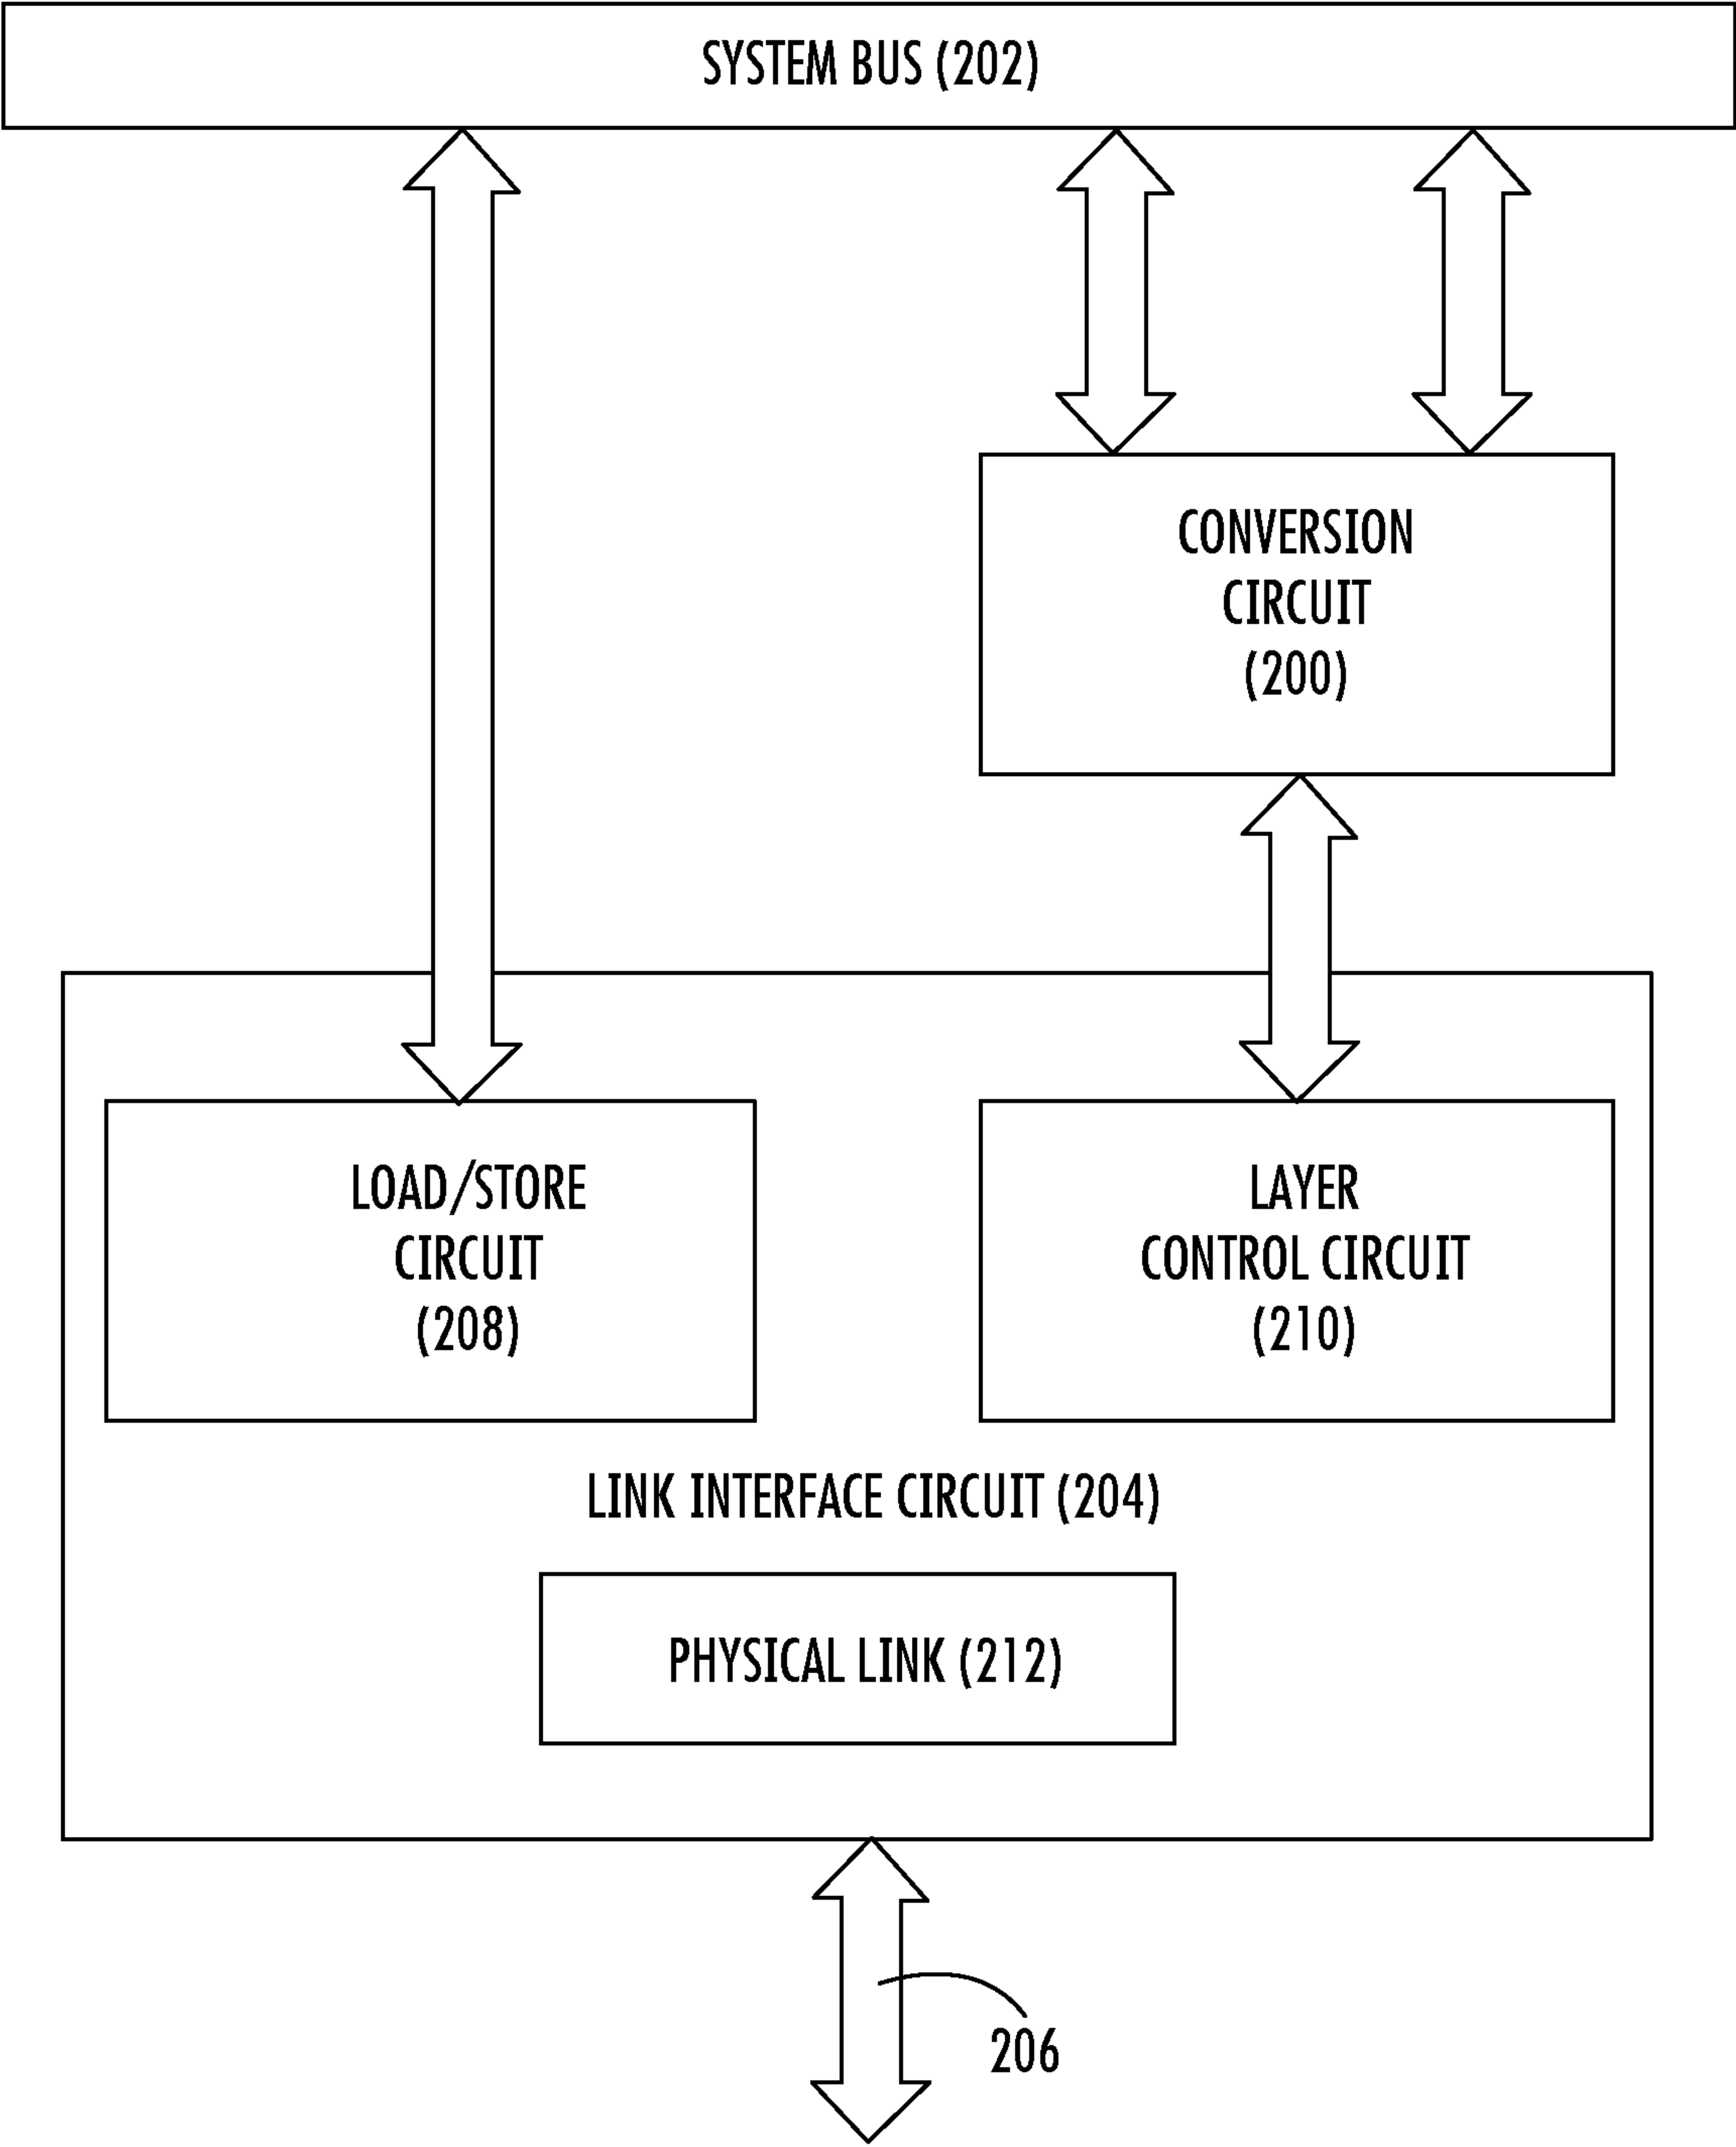 SYSTEM BUS (202)
CONVERSION
CIRCUIT
(200)
LOAD/STORE
CIRCUIT
(208)
LAYER
CONTROL CIRCUIT
(210)
LINK INTERFACE CIRCUIT (204)
PHYSICAL LINK (212)
206